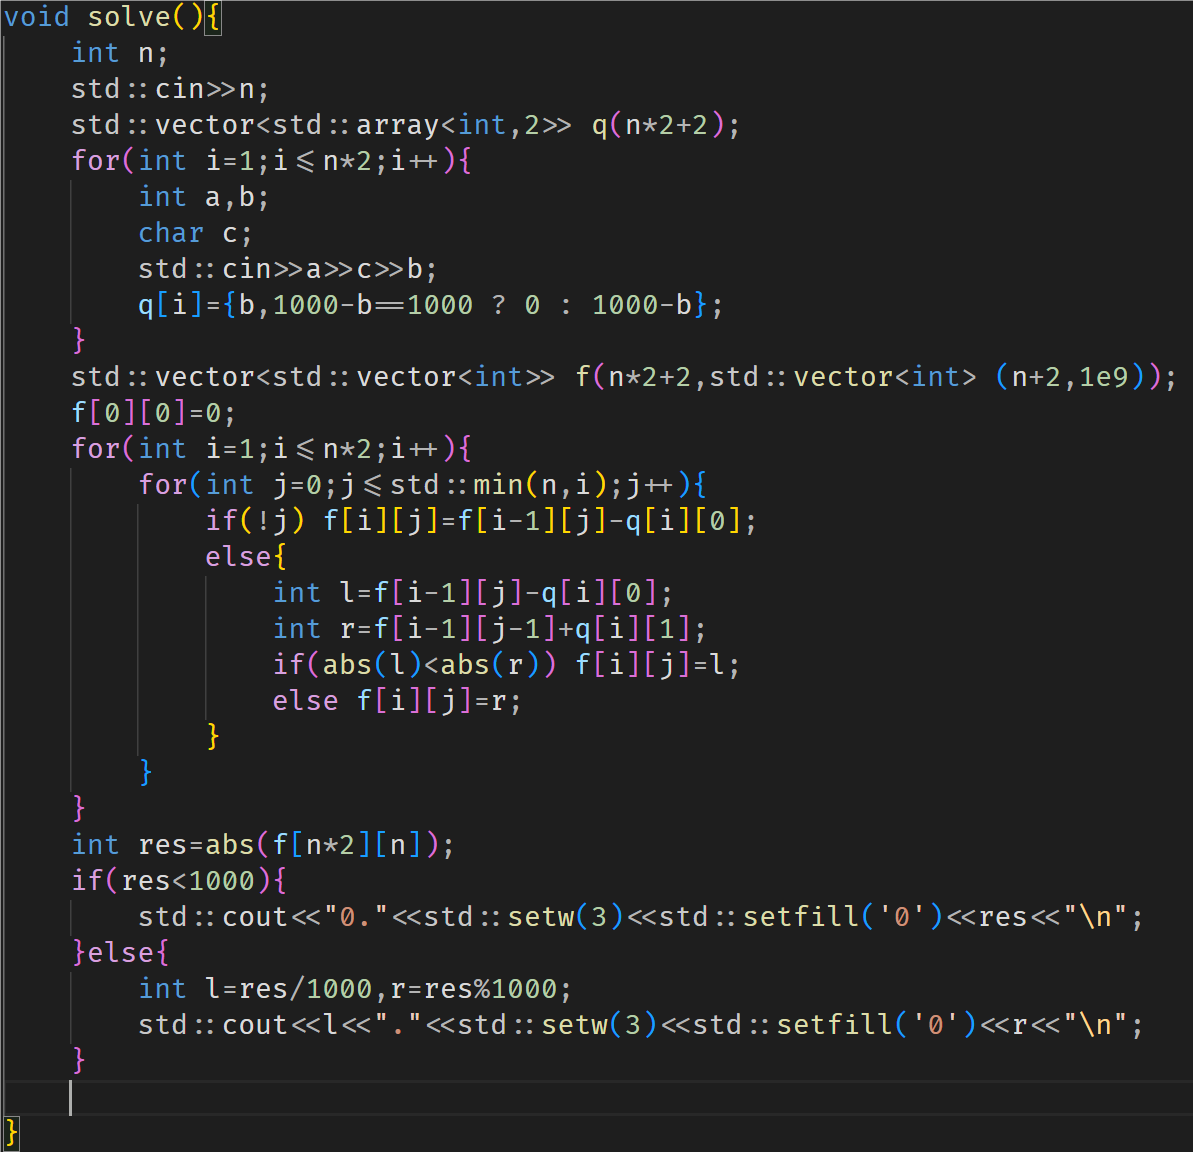 void solve(){
    int n;
    std::cin>>n;
    std::vector<std::array<int,2>> q(n*2+2);
    for(int i=1;i<=n*2;i++){
        int a,b;
        char c;
        std::cin>>a>>c>>b;
        q[i]={b,1000-b==1000 ? 0 : 1000-b};
    }
    std::vector<std::vector<int>> f(n*2+2,std::vector<int> (n+2,1e9));
    f[0][0]=0;
    for(int i=1;i<=n*2;i++){
        for(int j=0;j<=std::min(n,i);j++){
            if(!j) f[i][j]=f[i-1][j]-q[i][0];
            else{
                int l=f[i-1][j]-q[i][0];
                int r=f[i-1][j-1]+q[i][1];
                if(abs(l)<abs(r)) f[i][j]=l;
                else f[i][j]=r;
            }
        }
    }
    int res=abs(f[n*2][n]);
    if(res<1000){
        std::cout<<"0."<<std::setw(3)<<std::setfill('0')<<res<<"\n";
    }else{
        int l=res/1000,r=res%1000;
        std::cout<<l<<"."<<std::setw(3)<<std::setfill('0')<<r<<"\n";
    }
}